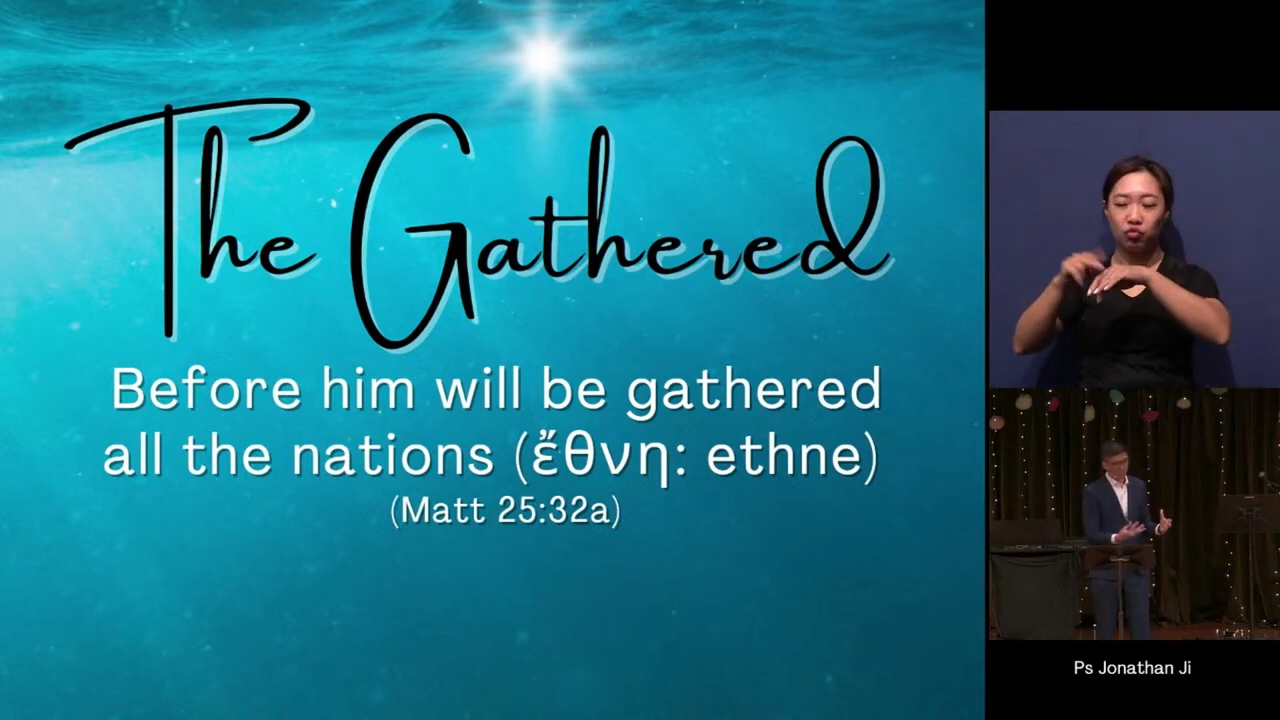 The Gathered
Before him will be gathered
all the nations (ἔθνη: ethne)
(Matt 25:32a)
Ps Jonathan Ji